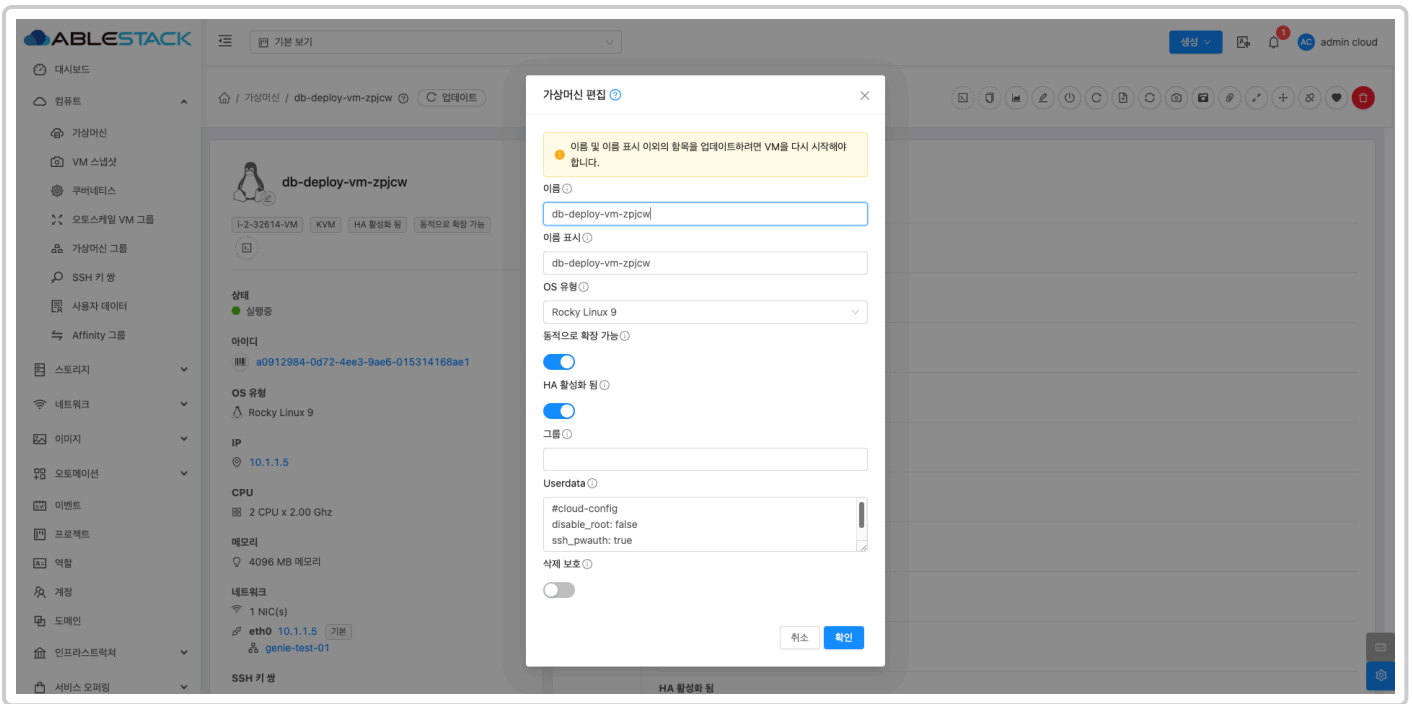 ABLESTACK
기본 보기
생성
1
AC
admin cloud
대시보드
컴퓨트
가상머신
VM 스냅샷
쿠버네티스
오토스케일 VM 그룹
가상머신 그룹
SSH 키 쌍
사용자 데이터
Affinity 그룹
스토리지
네트워크
이미지
오토메이션
이벤트
프로젝트
역할
계정
도메인
인프라스트럭쳐
서비스 오퍼링
/ 가상머신 / db-deploy-vm-zpjcw
업데이트
db-deploy-vm-zpjcw
i-2-32614-VM KVM HA 활성화 됨 동적으로 확장 가능
상태
실행중
아이디
a0912984-0d72-4ee3-9ae6-015314168ae1
OS 유형
Rocky Linux 9
IP
10.1.1.5
CPU
2 CPU x 2.00 Ghz
메모리
4096 MB 메모리
네트워크
1 NIC(s)
eth0 10.1.1.5 기본
genie-test-01
SSH 키 쌍
가상머신 편집
이름 및 이름 표시 이외의 항목을 업데이트하려면 VM을 다시 시작해야
합니다.
이름
db-deploy-vm-zpjcw
이름 표시
db-deploy-vm-zpjcw
OS 유형
Rocky Linux 9
동적으로 확장 가능
HA 활성화 됨
그룹
Userdata
#cloud-config
disable_root: false
ssh_pwauth: true
삭제 보호
취소
확인
HA 활성화 됨